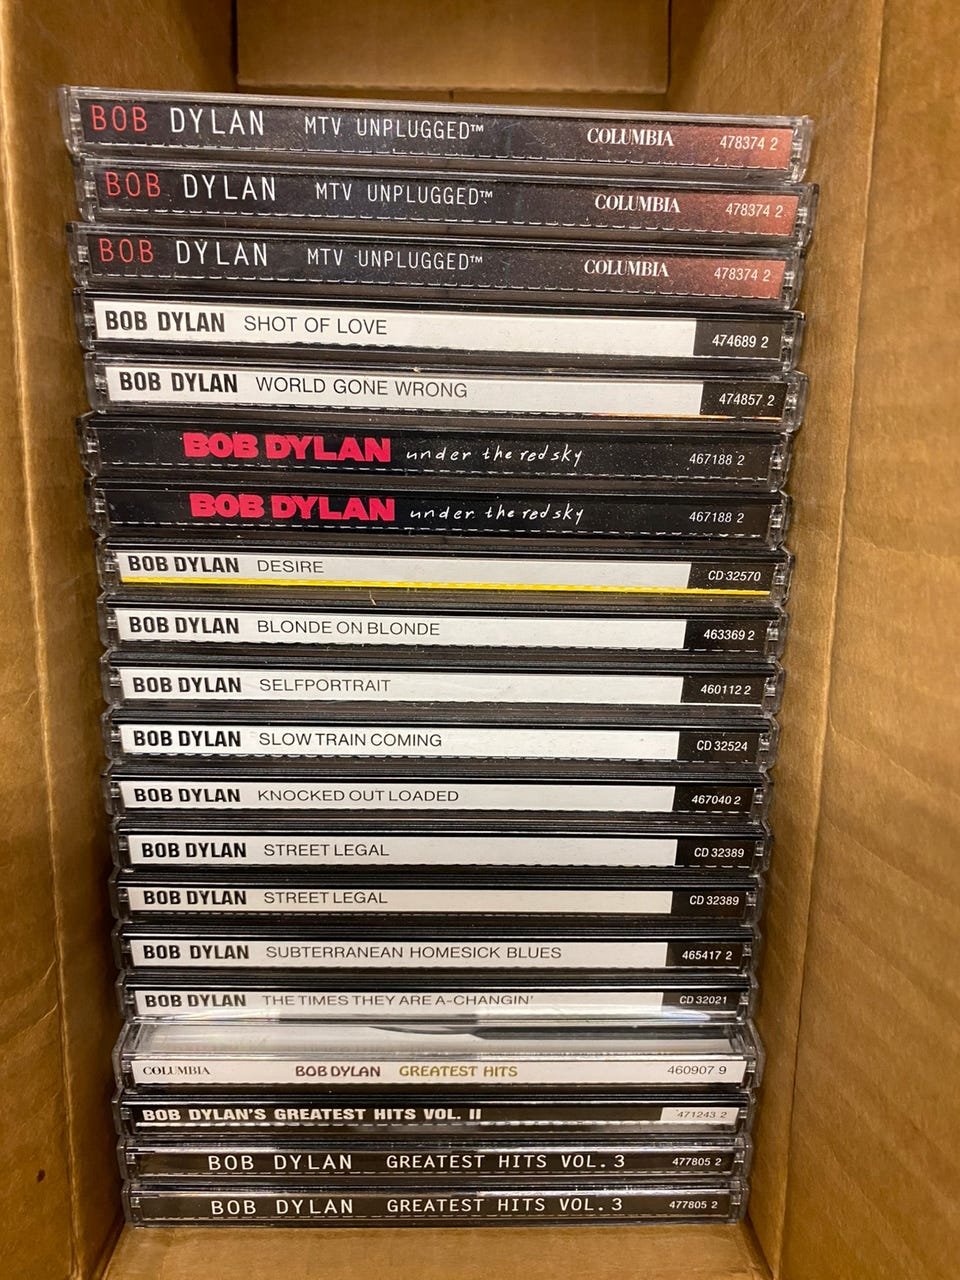 BOB DYLAN MTV UNPLUGGED™ COLUMBIA 478374 2
BOB DYLAN MTV UNPLUGGED™ COLUMBIA 478374 2
BOB DYLAN MTV UNPLUGGED™ COLUMBIA 478374 2
BOB DYLAN SHOT OF LOVE 474689 2
BOB DYLAN WORLD GONE WRONG 474857 2
BOB DYLAN under the red sky 467188 2
BOB DYLAN under the red sky 467188 2
BOB DYLAN DESIRE CD 32570
BOB DYLAN BLONDE ON BLONDE 463369 2
BOB DYLAN SELFPORTRAIT 460112 2
BOB DYLAN SLOW TRAIN COMING CD 32524
BOB DYLAN KNOCKED OUT LOADED 467040 2
BOB DYLAN STREET LEGAL CD 32389
BOB DYLAN STREET LEGAL CD 32389
BOB DYLAN SUBTERRANEAN HOMESICK BLUES 465417 2
BOB DYLAN THE TIMES THEY ARE A-CHANGIN' CD 32021
COLUMBIA BOB DYLAN GREATEST HITS 460907 9
BOB DYLAN'S GREATEST HITS VOL. II 471243 2
BOB DYLAN GREATEST HITS VOL. 3 477805 2
BOB DYLAN GREATEST HITS VOL. 3 477805 2